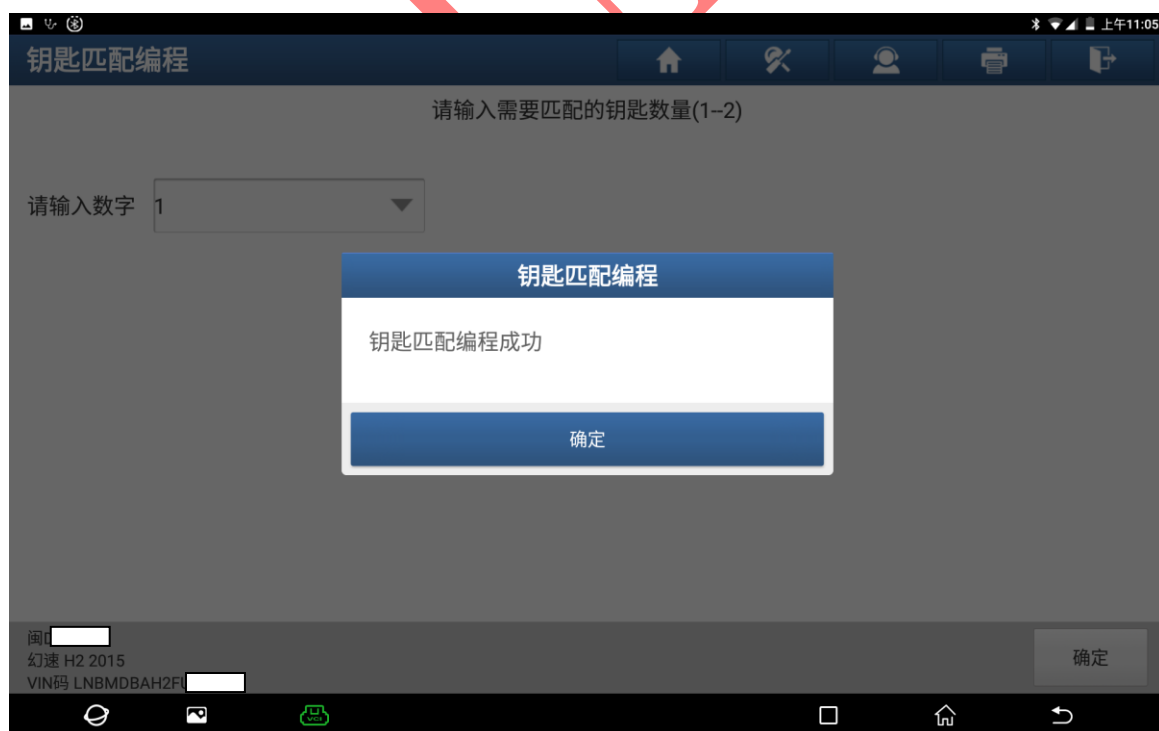 上午11:05
钥匙匹配编程
请输入需要匹配的钥匙数量(1--2)
请输入数字 1
钥匙匹配编程
钥匙匹配编程成功
确定
闽D
幻速 H2 2015
VIN码 LNBMDBAH2FU
确定
VCI